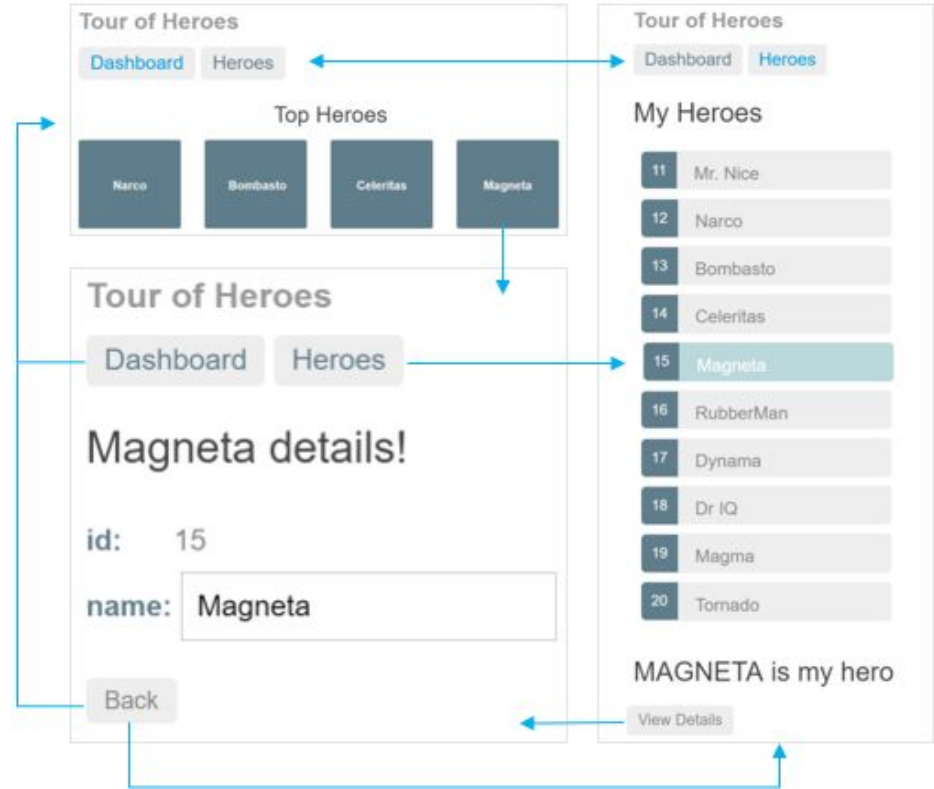 Tour of Heroes
Dashboard Heroes
Top Heroes
Narco Bombasto Celeritas Magneta
Tour of Heroes
Dashboard Heroes
Magneta details!
id: 15
name: Magneta
Back
Tour of Heroes
Dashboard Heroes
My Heroes
11 Mr. Nice
12 Narco
13 Bombasto
14 Celeritas
15 Magneta
16 RubberMan
17 Dynama
18 Dr IQ
19 Magma
20 Tornado
MAGNETA is my hero
View Details